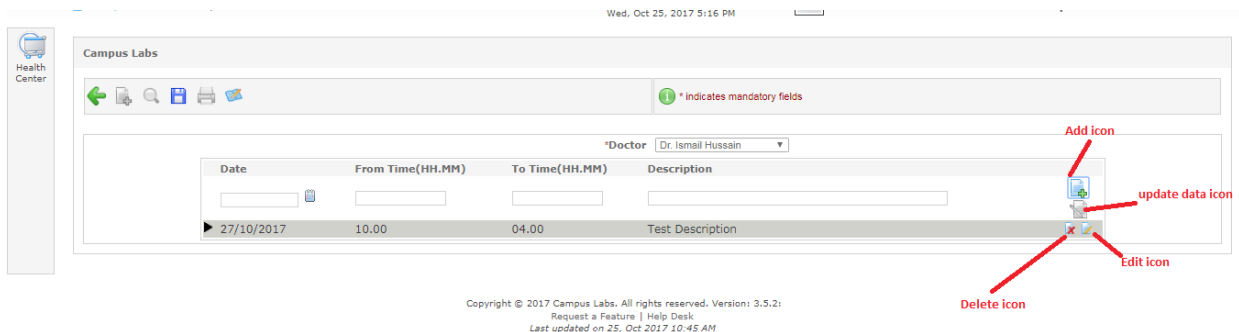 Wed, Oct 25, 2017 5:16 PM
Health
Center
Campus Labs
* indicates mandatory fields
Add icon
*Doctor Dr. Ismail Hussain
Date From Time(HH.MM) To Time(HH.MM) Description
update data icon
27/10/2017 10.00 04.00 Test Description
Edit icon
Delete icon
Copyright © 2017 Campus Labs. All rights reserved. Version: 3.5.2:
Request a Feature | Help Desk
Last updated on 25, Oct 2017 10:45 AM